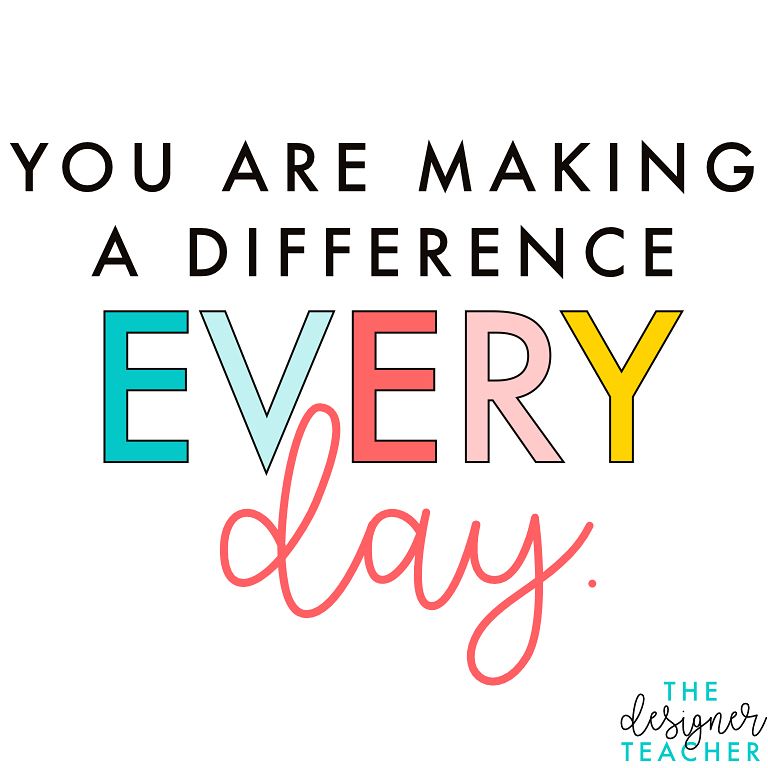 YOU ARE MAKING
A DIFFERENCE
EVERY
day.
THE
designer
TEACHER